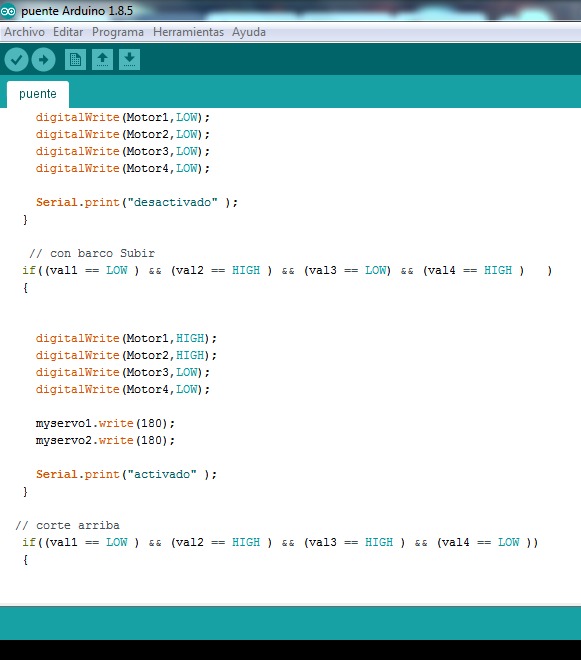 puente Arduino 1.8.5
Archivo Editar Programa Herramientas Ayuda
puente
digitalWrite(Motor1,LOW);
digitalWrite(Motor2,LOW);
digitalWrite(Motor3,LOW);
digitalWrite(Motor4,LOW);
Serial.print("desactivado" );
}
// con barco Subir
if((val1 == LOW ) && (val2 == HIGH ) && (val3 == LOW) && (val4 == HIGH )   )
{
digitalWrite(Motor1,HIGH);
digitalWrite(Motor2,HIGH);
digitalWrite(Motor3,LOW);
digitalWrite(Motor4,LOW);
myservo1.write(180);
myservo2.write(180);
Serial.print("activado" );
}
// corte arriba
if((val1 == LOW ) && (val2 == HIGH ) && (val3 == HIGH ) && (val4 == LOW ))
{